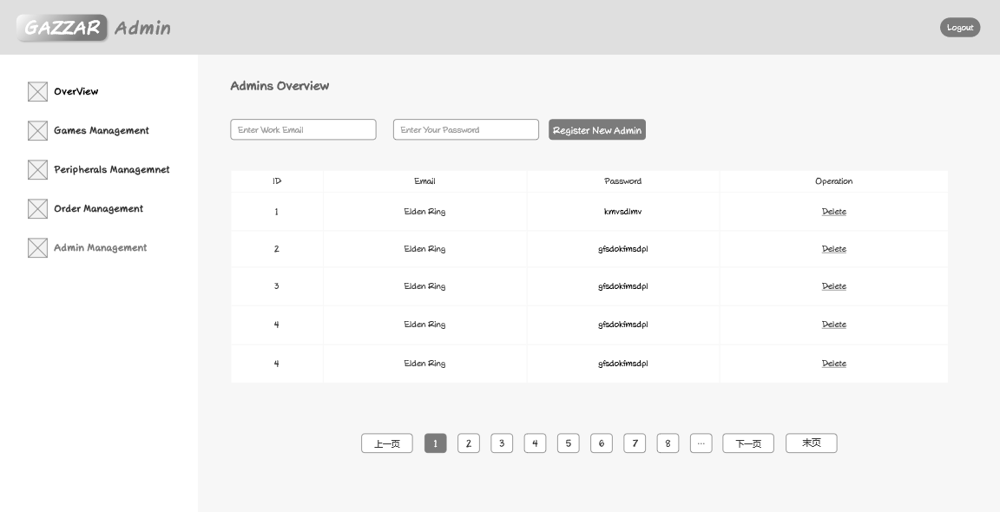 GAZZAR Admin
Logout
OverView
Games Management
Peripherals Managemnet
Order Management
Admin Management
Admins Overview
Enter Work Email
Enter Your Password
Register New Admin
ID Email Password Operation
1 Elden Ring kmvsdlmv Delete
2 Elden Ring gfsdokfmsdpl Delete
3 Elden Ring gfsdokfmsdpl Delete
4 Elden Ring gfsdokfmsdpl Delete
4 Elden Ring gfsdokfmsdpl Delete
上一页 1 2 3 4 5 6 7 8 ... 下一页 末页